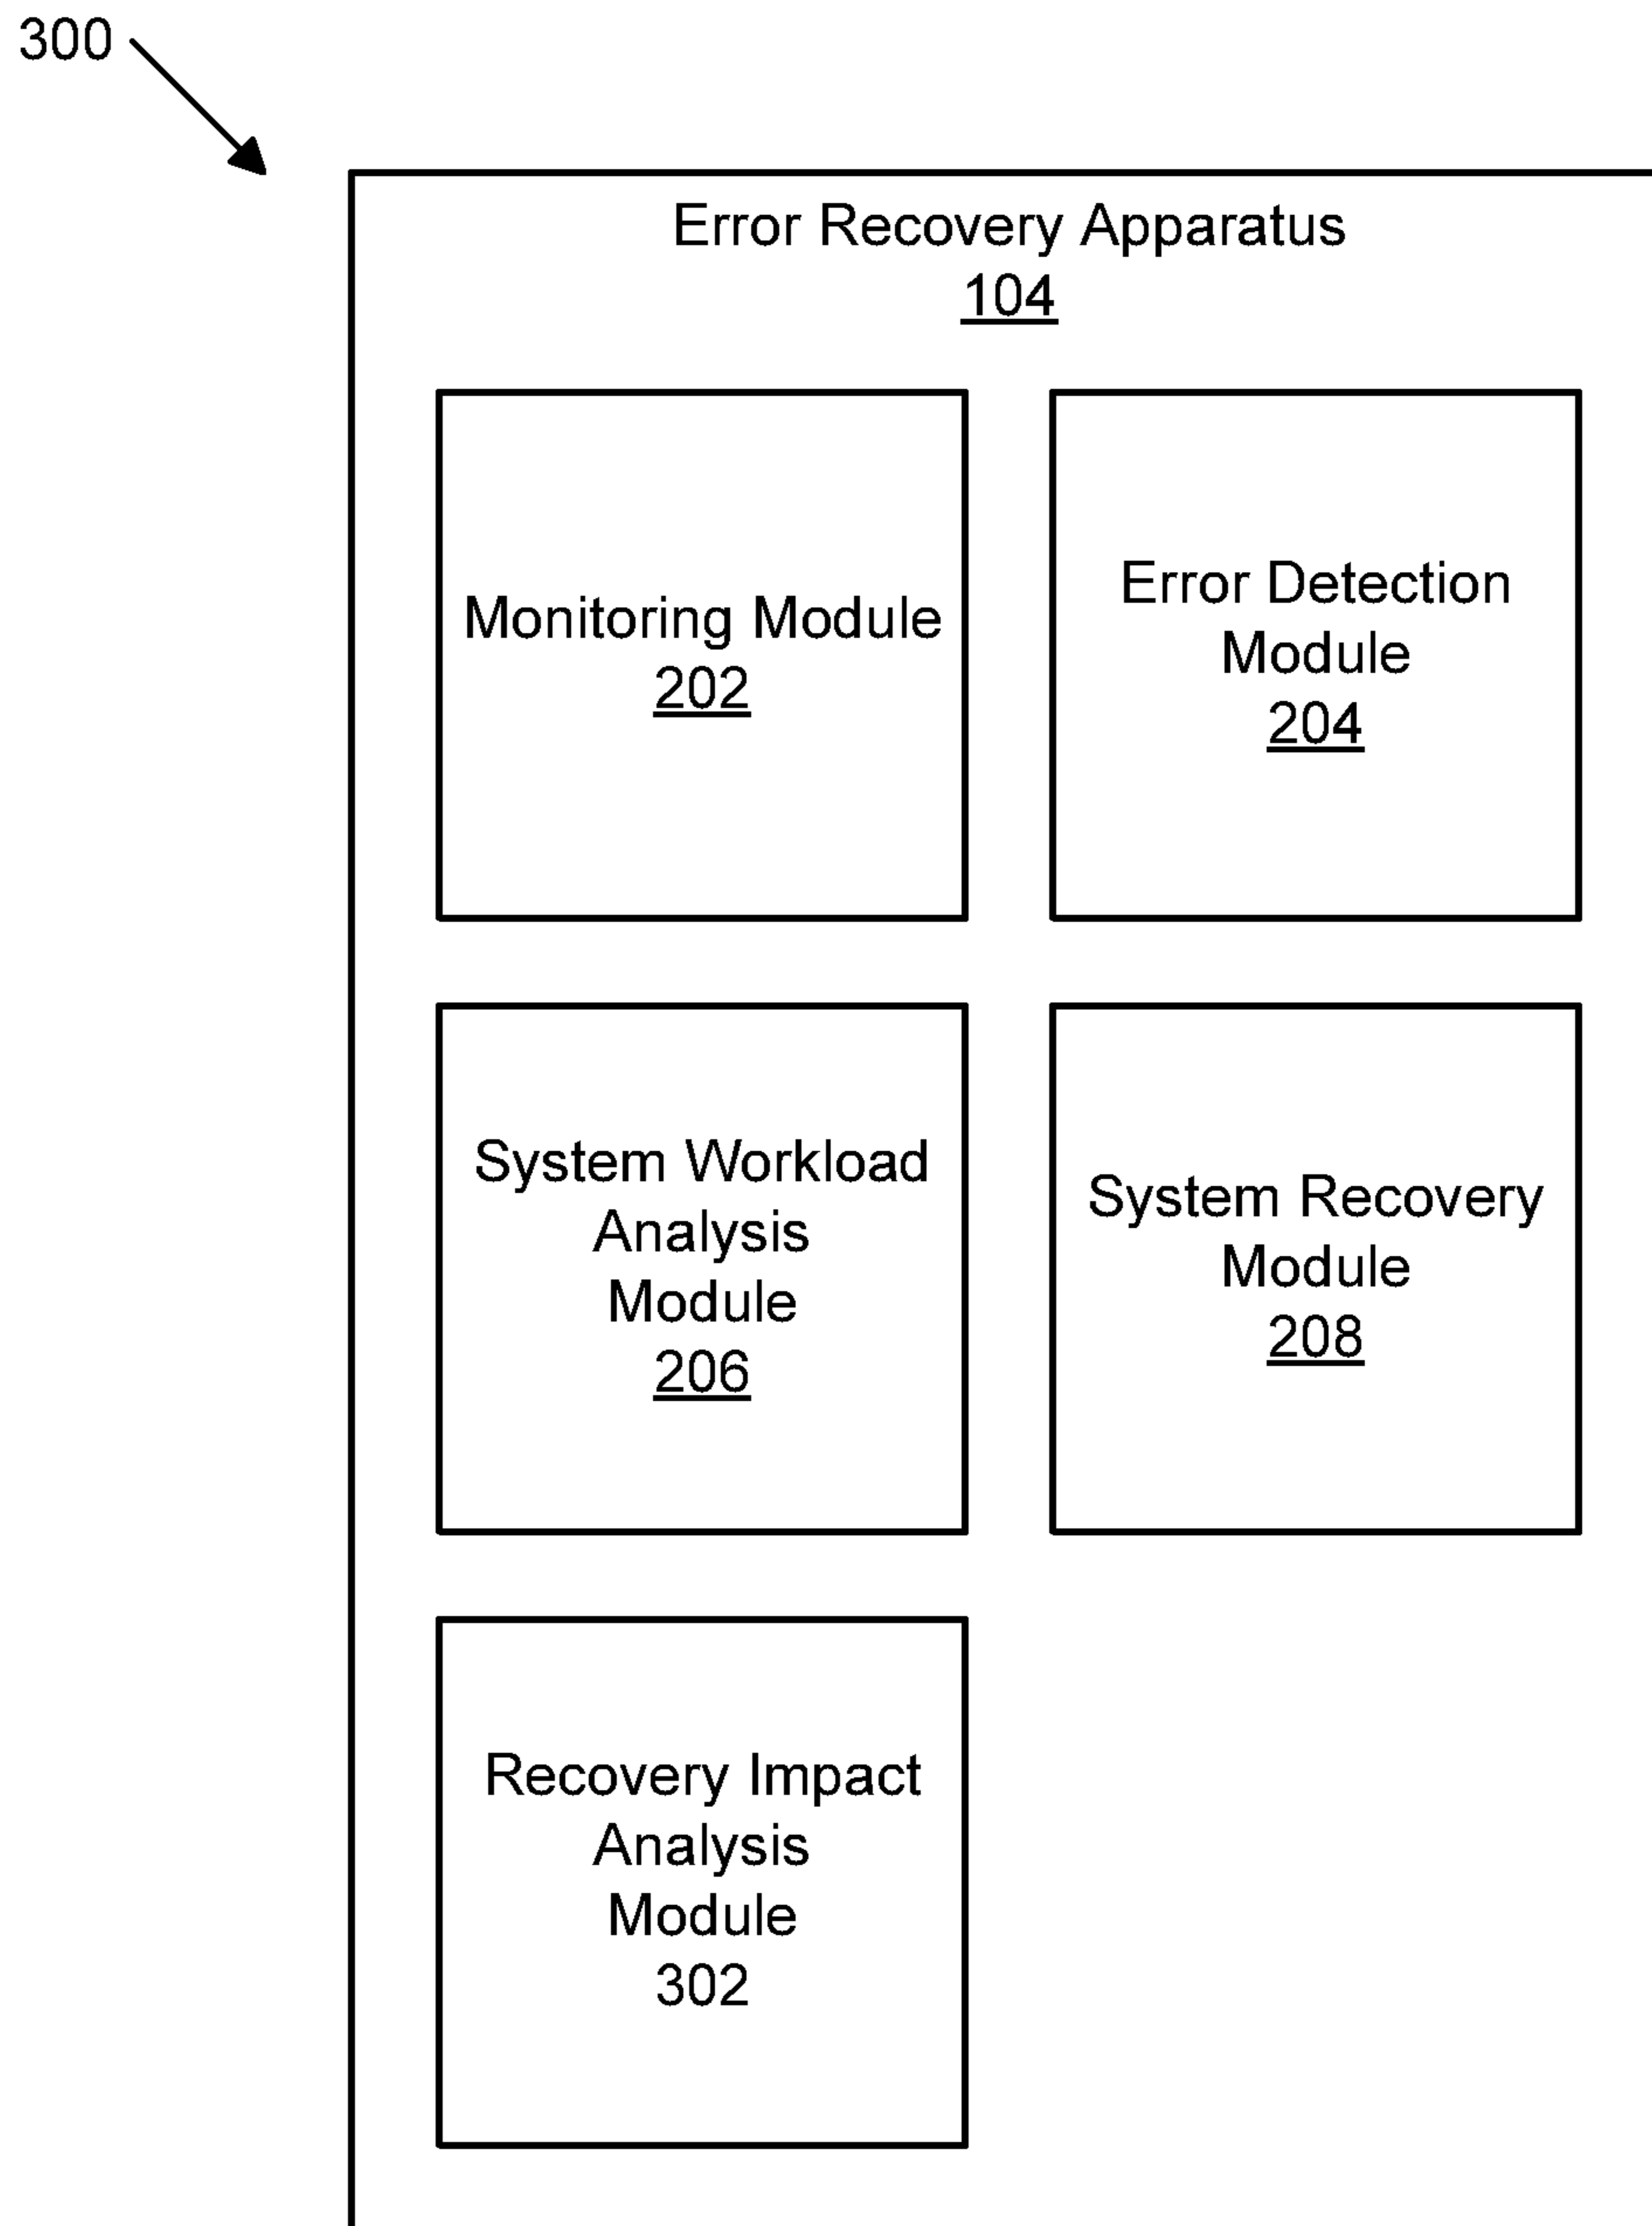 300
Error Recovery Apparatus
104
Monitoring Module
202
Error Detection
Module
204
System Workload
Analysis
Module
206
System Recovery
Module
208
Recovery Impact
Analysis
Module
302